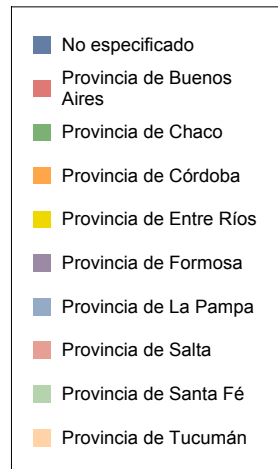 No especificado
Provincia de Buenos
Aires
Provincia de Chaco
Provincia de Córdoba
Provincia de Entre Ríos
Provincia de Formosa
Provincia de La Pampa
Provincia de Salta
Provincia de Santa Fé
Provincia de Tucumán